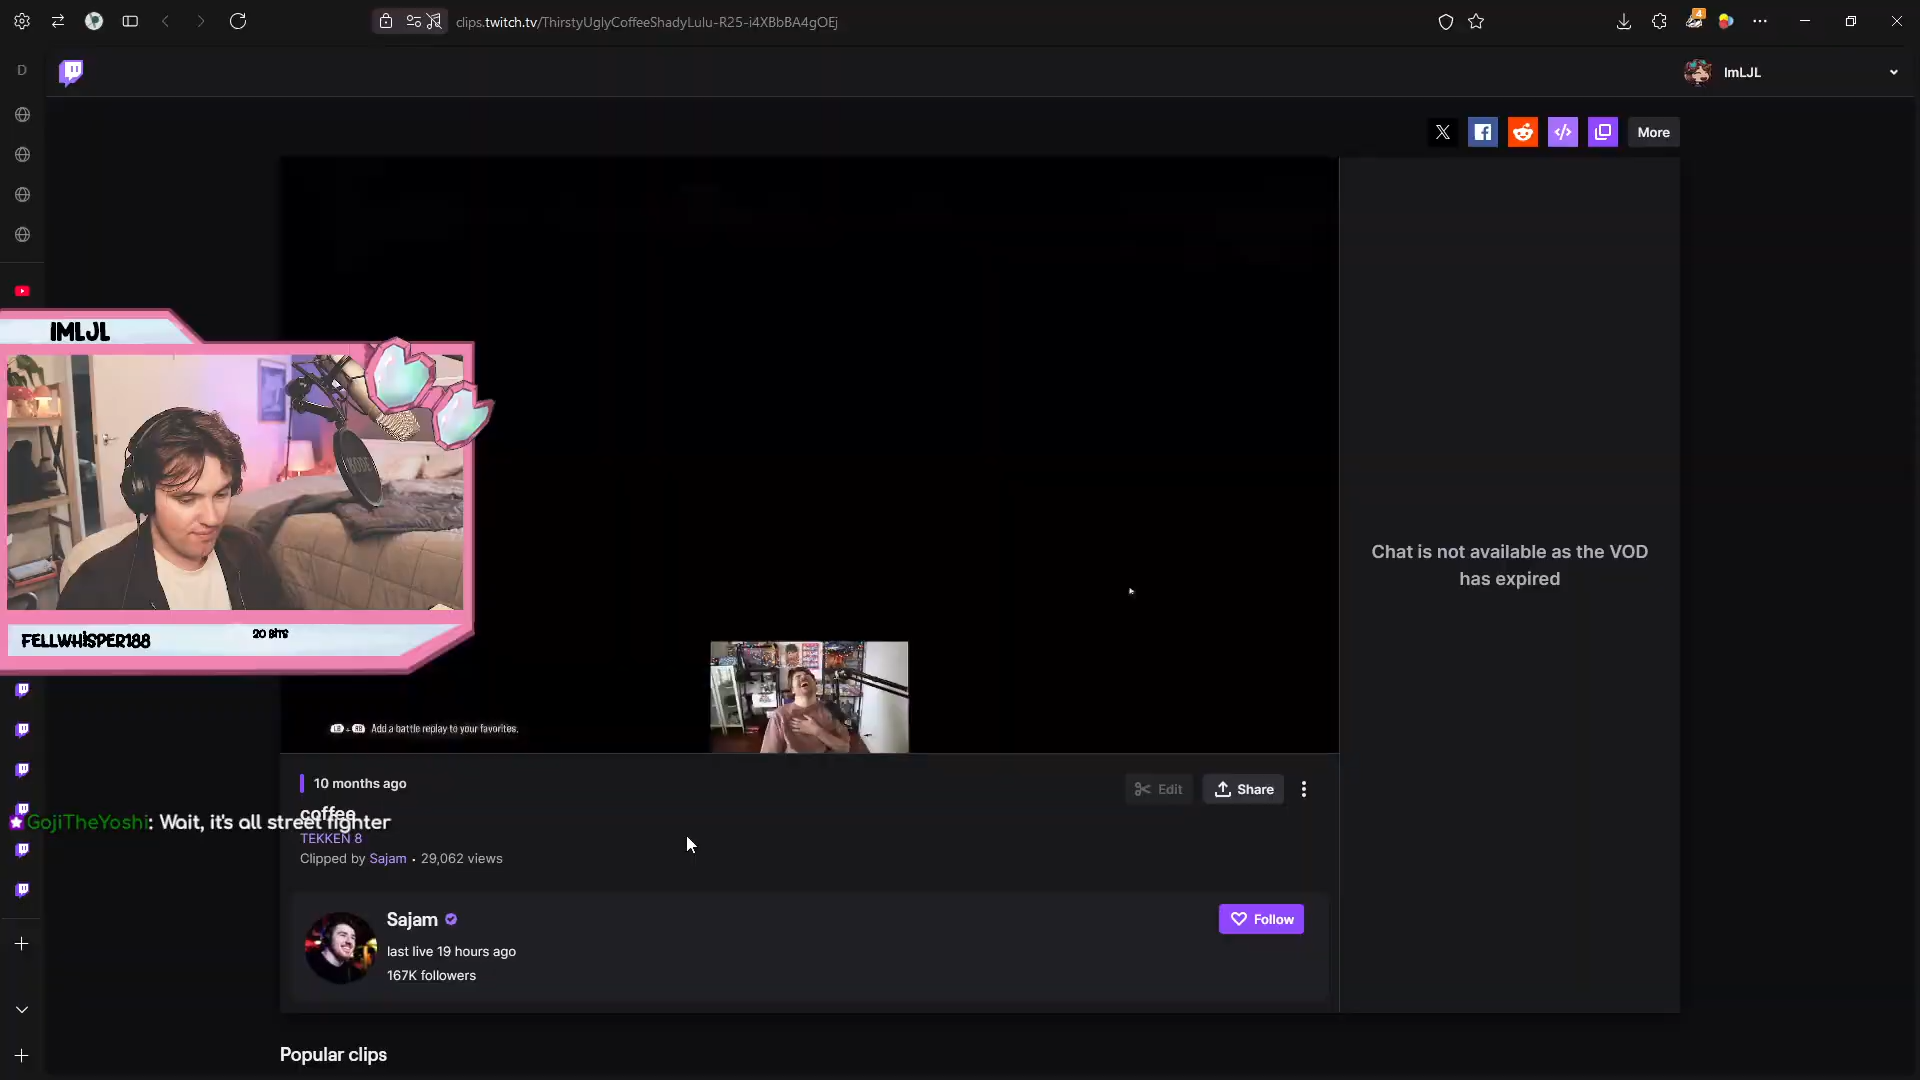 clips.twitch.tv/ThirstyUglyCoffeeShadyLulu-R25-i4XBbBA4gOEj
4
D
ImLJL
More
IMLJL
RODE
FELLWHISPER188
20 BITS
Chat is not available as the VOD
has expired
Add a battle replay to your favorites.
10 months ago
Edit
Share
coffee
GojiTheYoshi: Wait, it's all street fighter
TEKKEN 8
Clipped by Sajam • 29,062 views
Sajam
last live 19 hours ago
167K followers
Follow
Popular clips